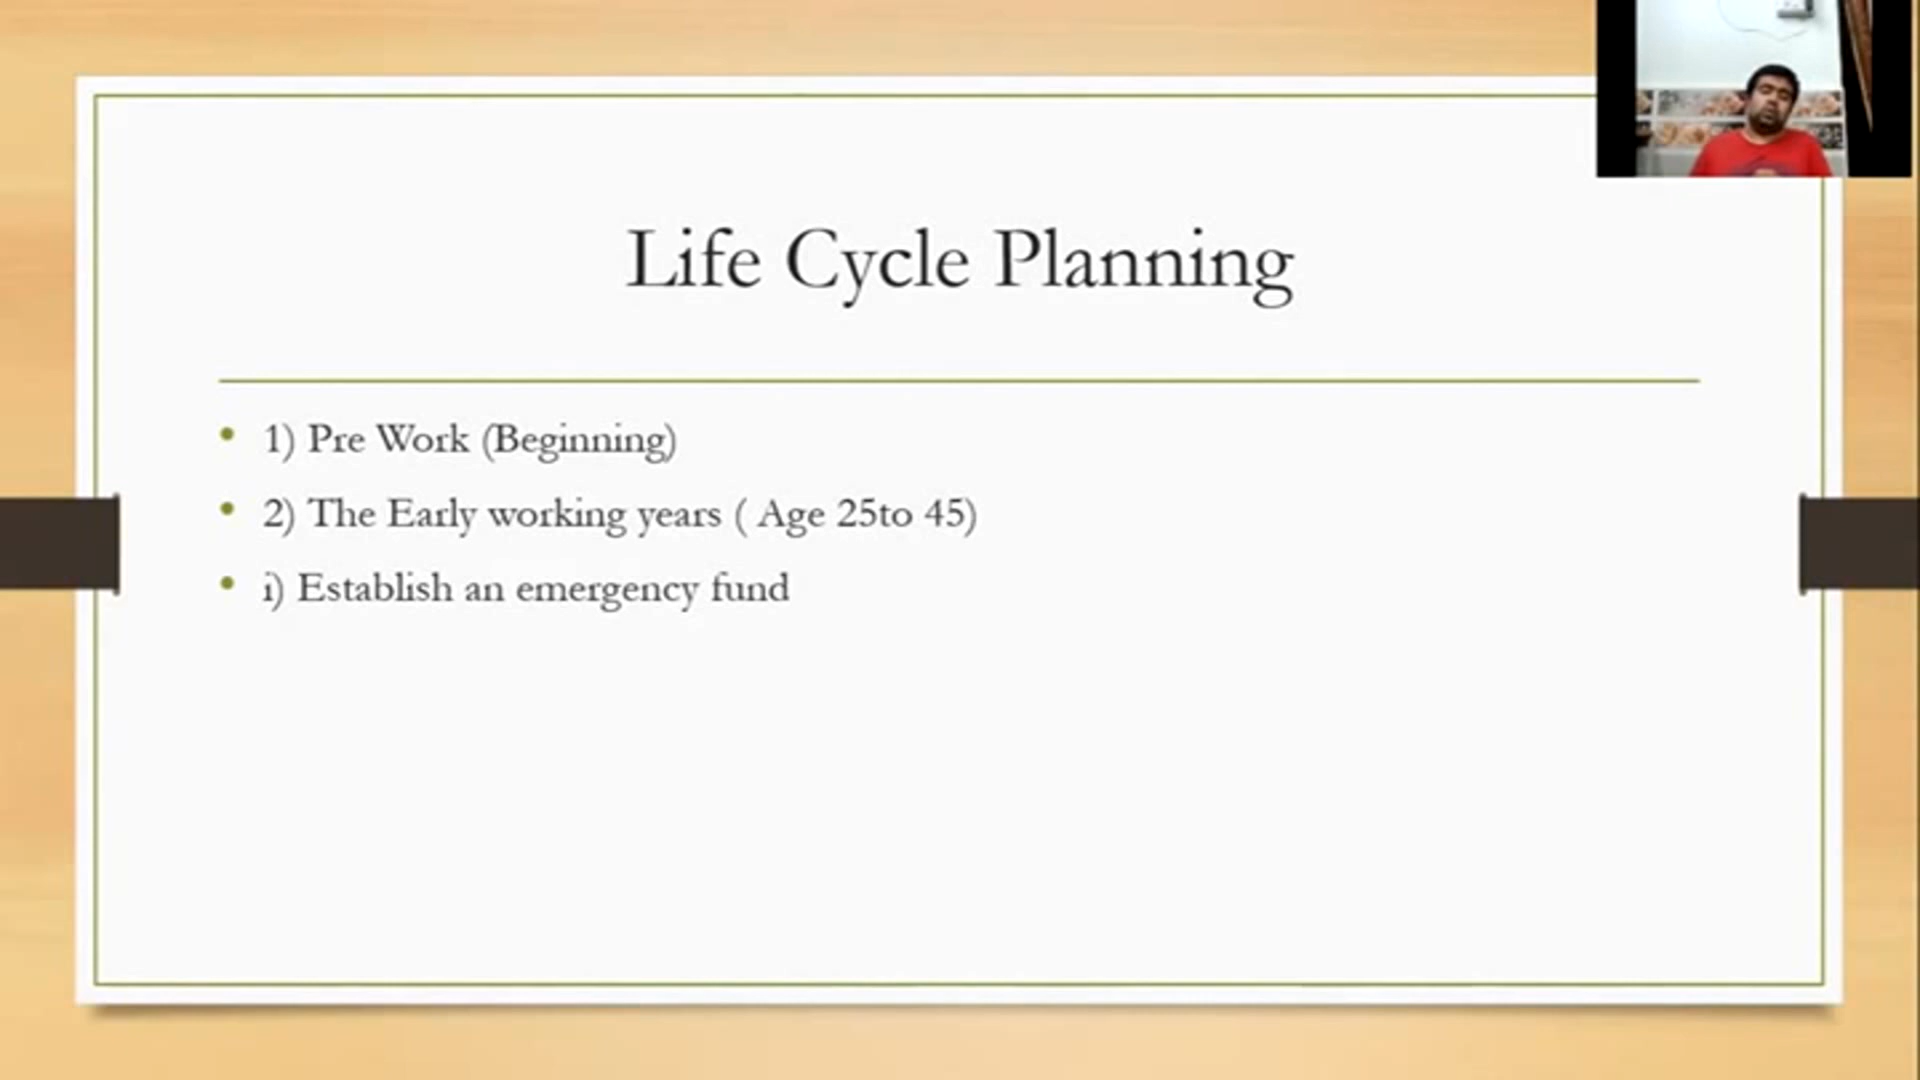 Life Cycle Planning
• 1) Pre Work (Beginning)
• 2) The Early working years ( Age 25to 45)
• i) Establish an emergency fund